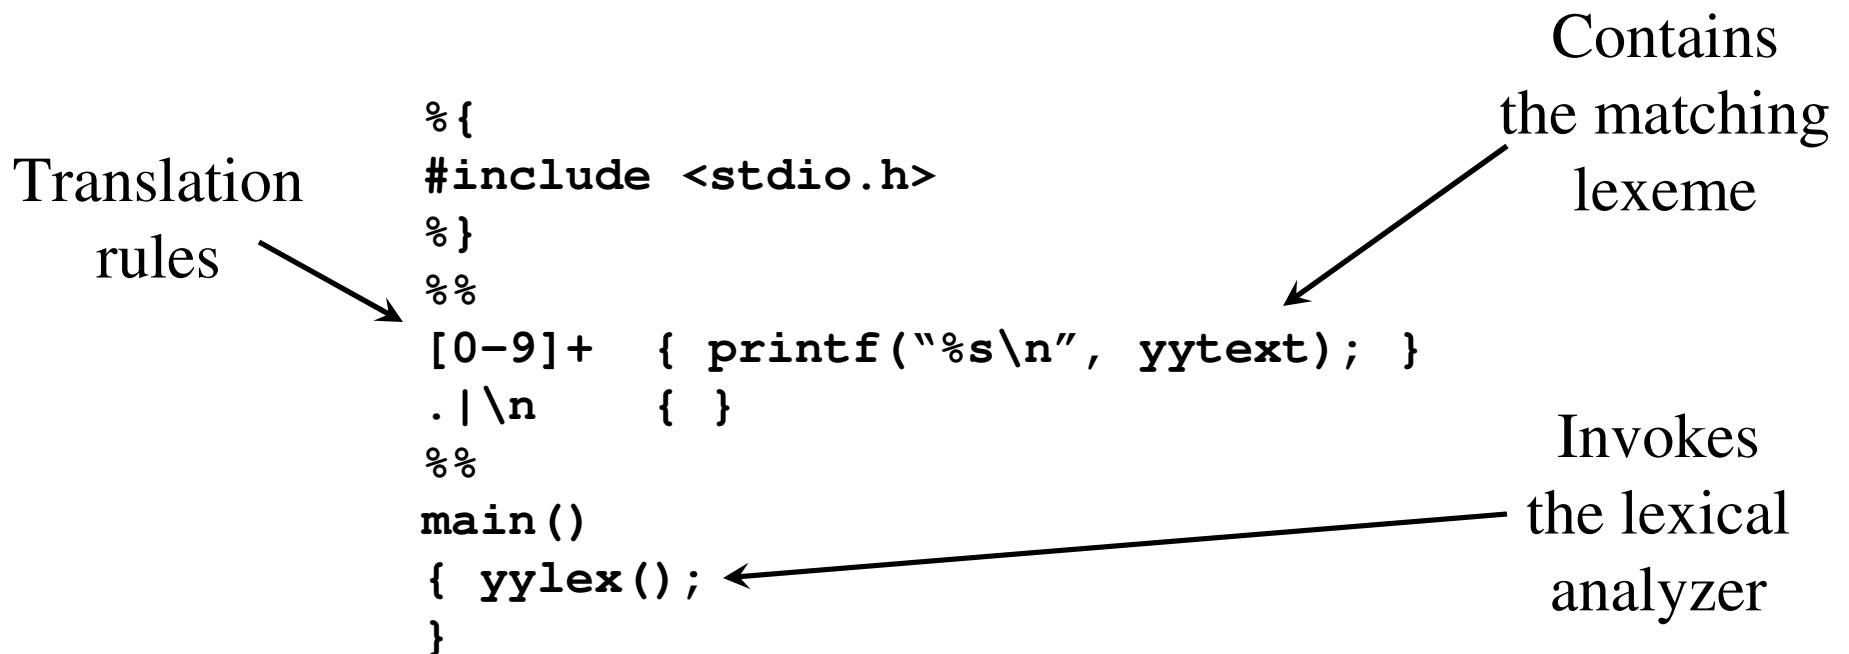 Contains
the matching
lexeme
Translation
rules
%{
#include <stdio.h>
%}
%%
[0–9]+  { printf(“%s\n”, yytext); }
.|\n    { }
%%
main()
{ yylex();
}
Invokes
the lexical
analyzer